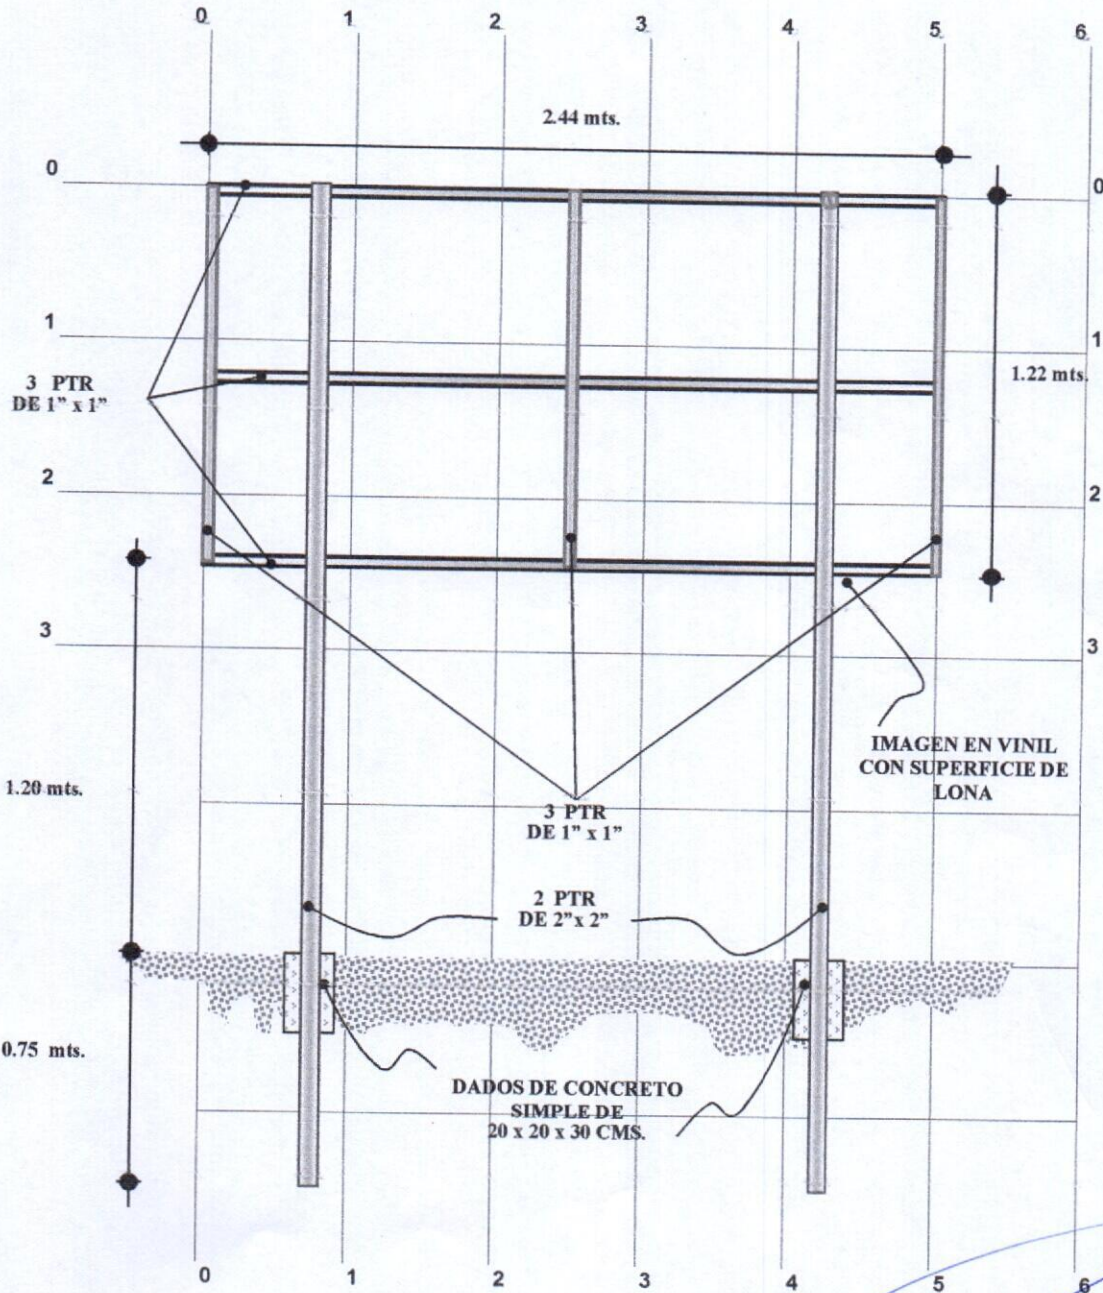 0 1 2 3 4 5 6
2.44 mts.
0 0
1 1
3 PTR
DE 1” x 1”
1.22 mts.
2 2
3 3
IMAGEN EN VINIL
CON SUPERFICIE DE
LONA
1.20 mts.
3 PTR
DE 1” x 1”
2 PTR
DE 2”x 2”
0.75 mts.
DADOS DE CONCRETO
SIMPLE DE
20 x 20 x 30 CMS.
0 1 2 3 4 5 6